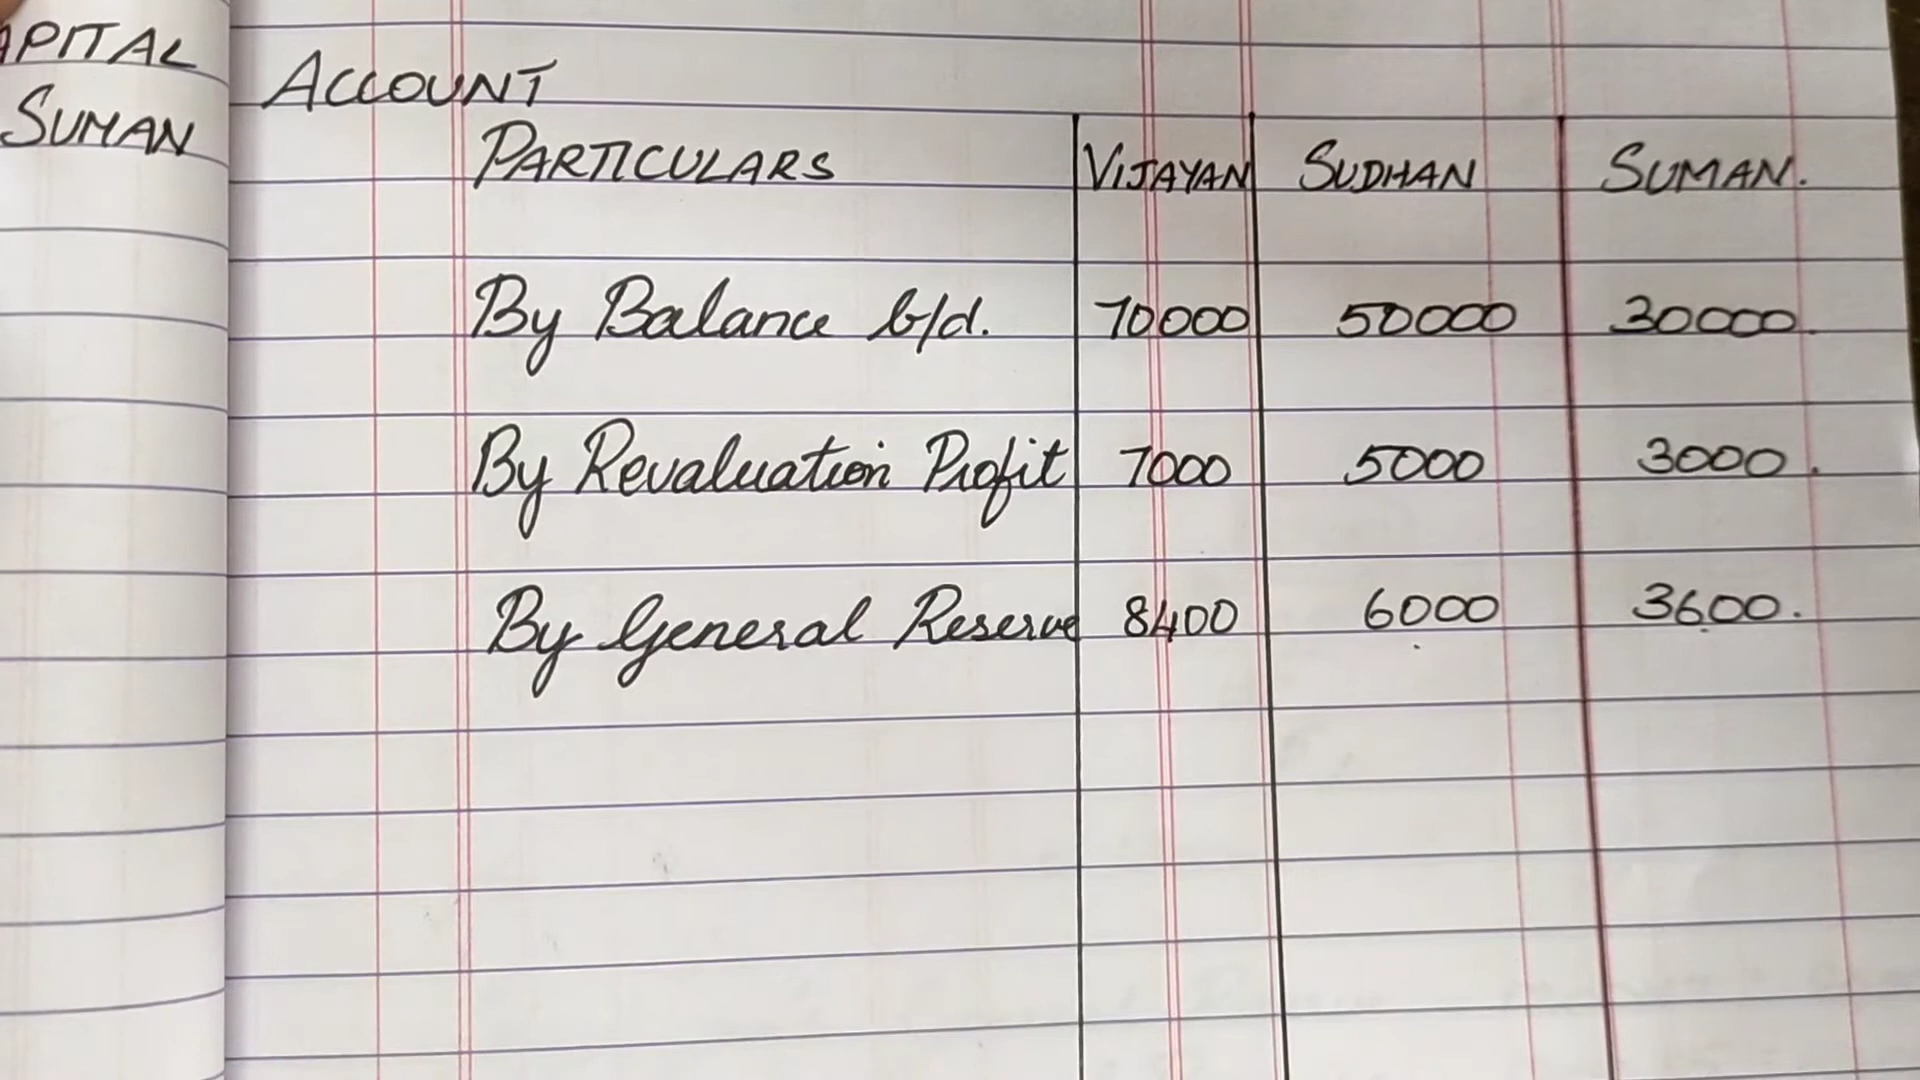 APITAL ACCOUNT
SUMAN PARTICULARS VIJAYAN SUDHAN SUMAN.
By Balance b/d. 70000 50000 30000.
By Revaluation Profit 7000 5000 3000.
By General Reserve 8400 6000 3600.